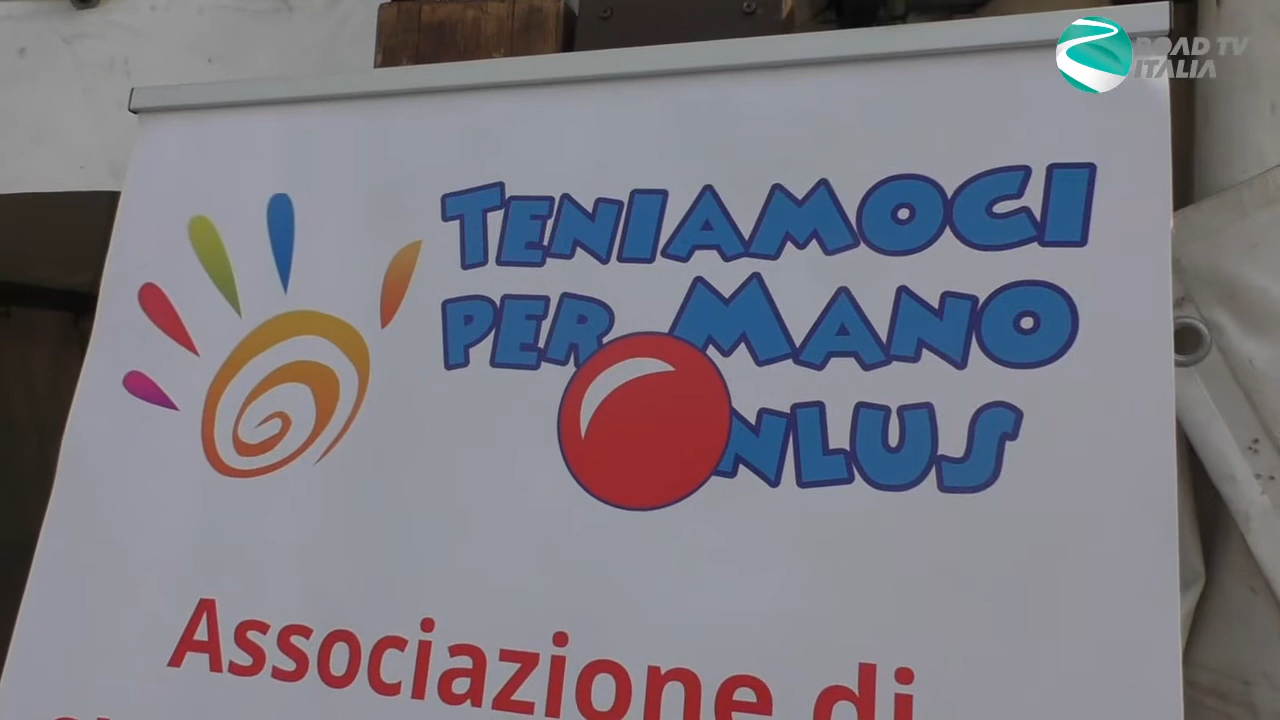 ROAD TV
ITALIA
TENIAMOCI
PER MANO
ONLUS
Associazione di